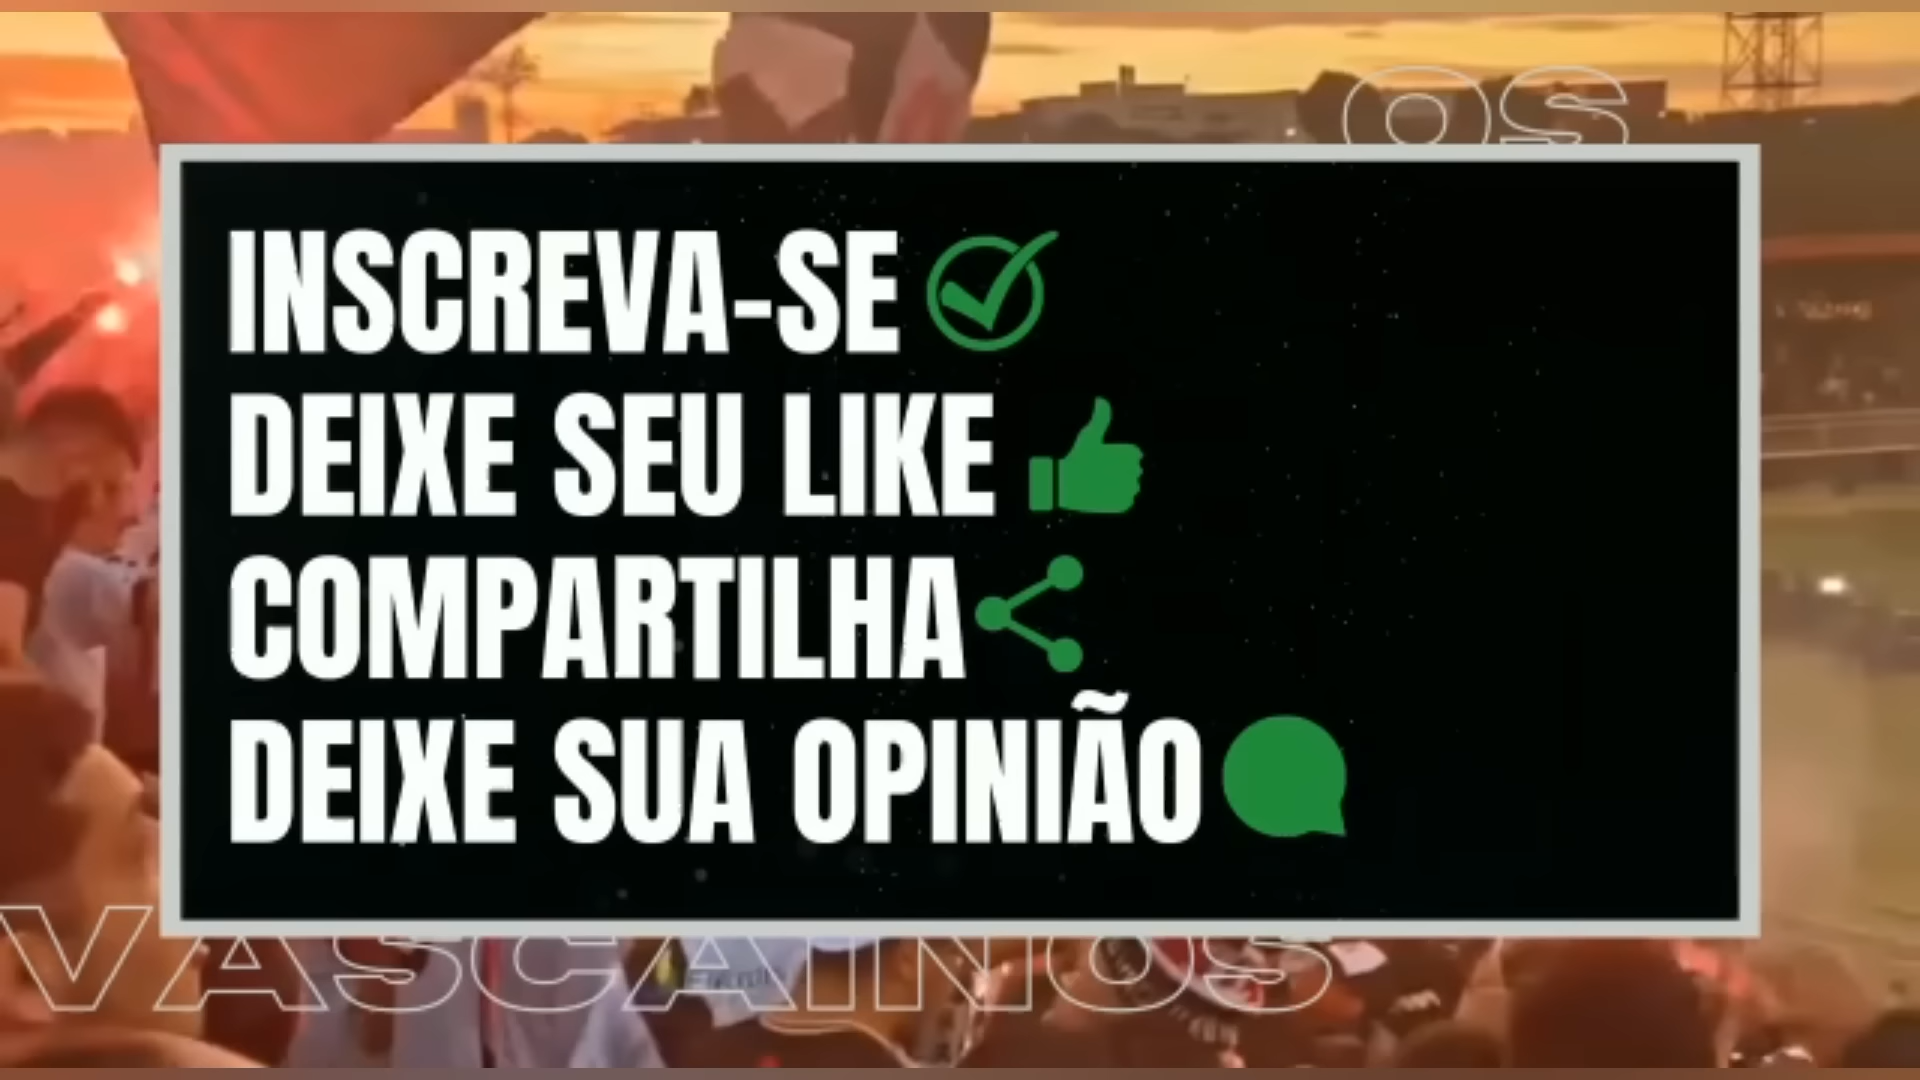 OS
INSCREVA-SE
DEIXE SEU LIKE
COMPARTILHA
DEIXE SUA OPINIÃO
VASCAINOS